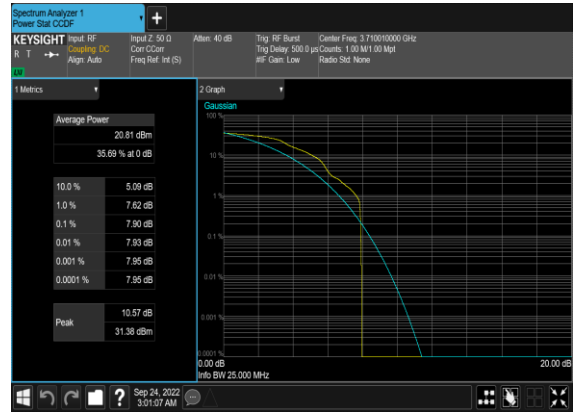 Spectrum Analyzer 1
Power Stat CCDF
KEYSIGHT
R T
LXI
Input: RF
Coupling: DC
Align: Auto
Input Z: 50 Ω
Corr CCorr
Freq Ref: Int (S)
Atten: 40 dB
Trig: RF Burst
Trig Delay: 500.0 µs
#IF Gain: Low
Center Freq: 3.710010000 GHz
Counts: 1.00 M/1.00 Mpt
Radio Std: None
1 Metrics
Average Power
20.81 dBm
35.69 % at 0 dB
10.0 % 5.09 dB
1.0 % 7.62 dB
0.1 % 7.90 dB
0.01 % 7.93 dB
0.001 % 7.95 dB
0.0001 % 7.95 dB
Peak
10.57 dB
31.38 dBm
2 Graph
Gaussian
100 %
10 %
1 %
0.1 %
0.01 %
0.001 %
0.0001 %
0.00 dB
20.00 dB
Info BW 25.000 MHz
?
Sep 24, 2022
3:01:07 AM